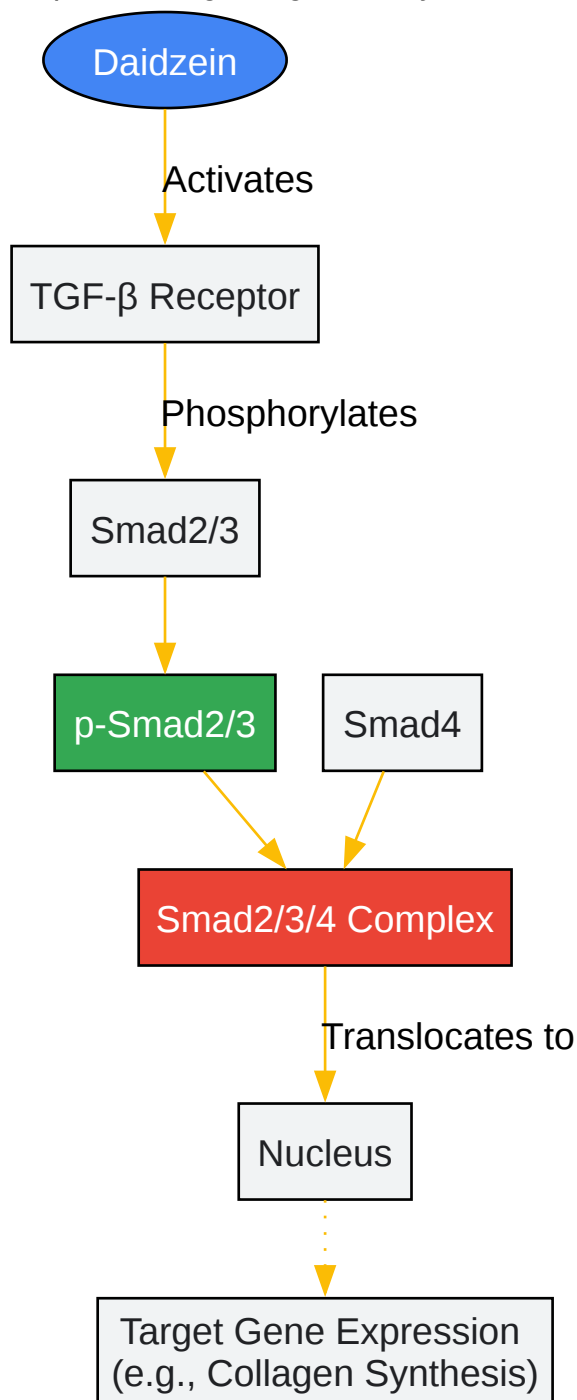 Daidzein
Activates
TGF-β Receptor
Phosphorylates
Smad2/3
p-Smad2/3
Smad4
Smad2/3/4 Complex
Translocates to
Nucleus
Target Gene Expression
(e.g., Collagen Synthesis)